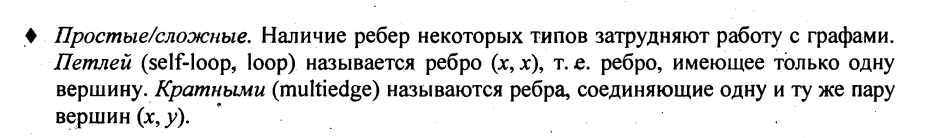 ♦ Простые/сложные. Наличие ребер некоторых типов затрудняют работу с графами.
Петлей (self-loop, loop) называется ребро (x, x), т. е. ребро, имеющее только одну
вершину. Кратными (multiedge) называются ребра, соединяющие одну и ту же пару
вершин (x, y).